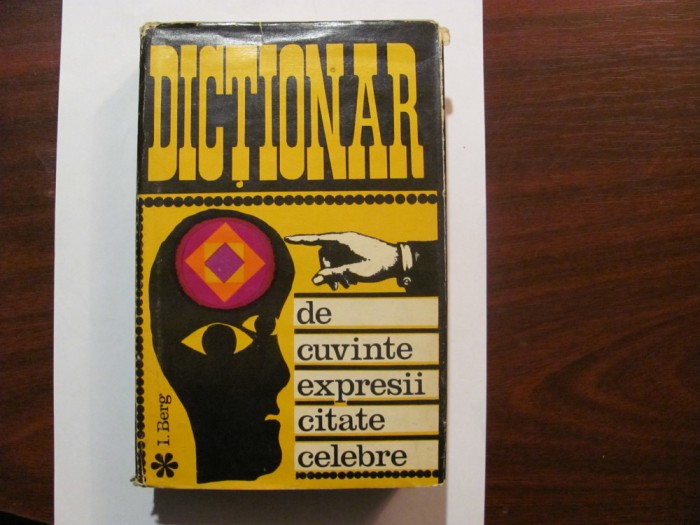 DICȚIONAR
de
cuvinte
expresii
citate
celebre
I. Berg